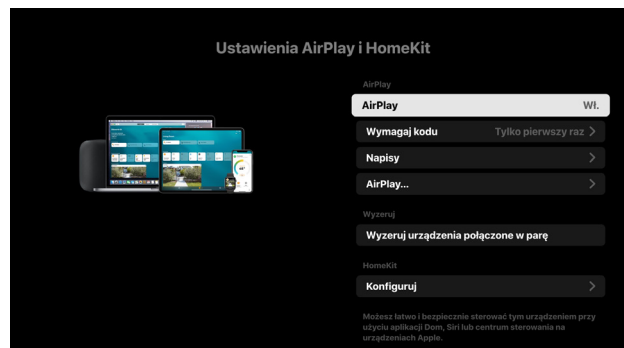 Ustawienia AirPlay i HomeKit
AirPlay
AirPlay Wł.
Wymagaj kodu Tylko pierwszy raz
Napisy
AirPlay...
Wyzeruj
Wyzeruj urządzenia połączone w parę
HomeKit
Konfiguruj
Możesz łatwo i bezpiecznie sterować tym urządzeniem przy
użyciu aplikacji Dom, Siri lub centrum sterowania na
urządzeniach Apple.